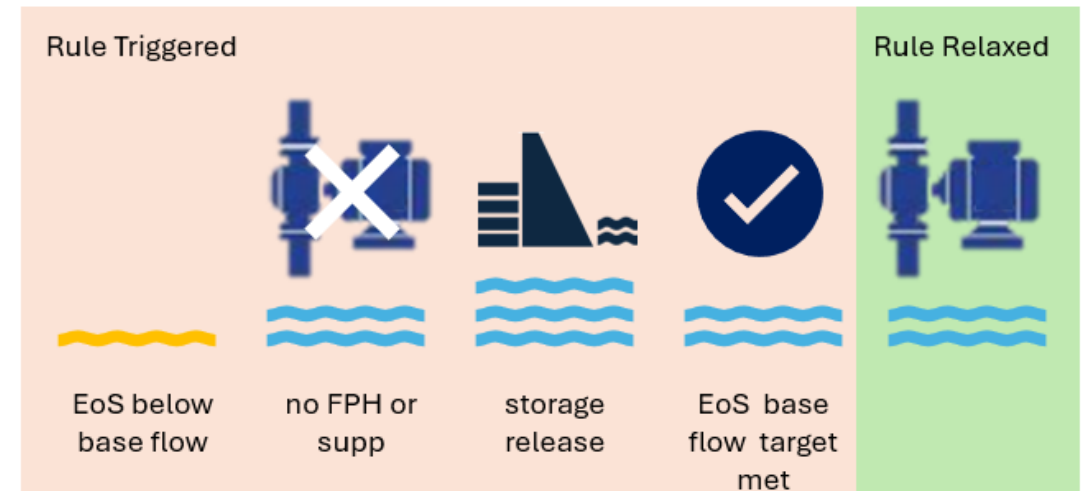 Rule Triggered
Rule Relaxed
EoS below
base flow
no FPH or
supp
storage
release
EoS base
flow target
met